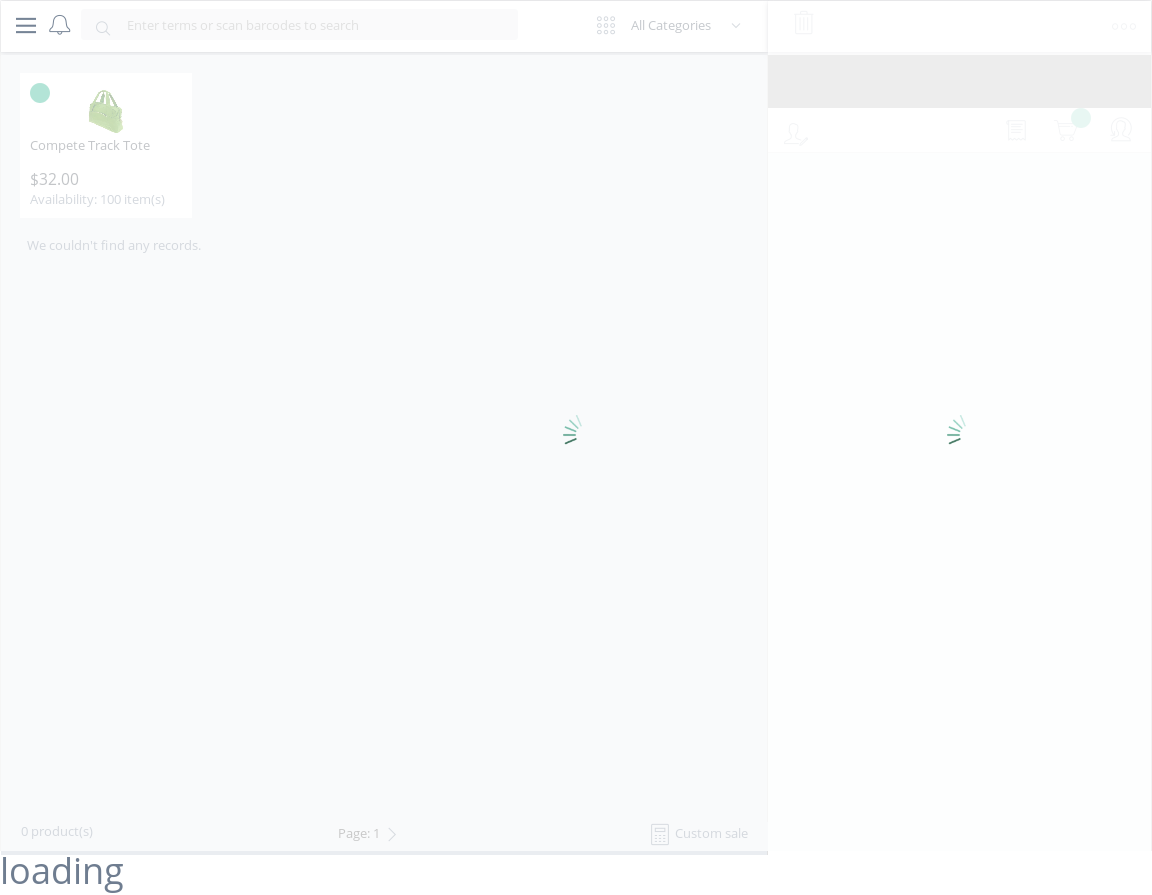 Enter terms or scan barcodes to search
All Categories
Compete Track Tote
$32.00
Availability: 100 item(s)
We couldn't find any records.
0 product(s)
Page: 1
Custom sale
loading